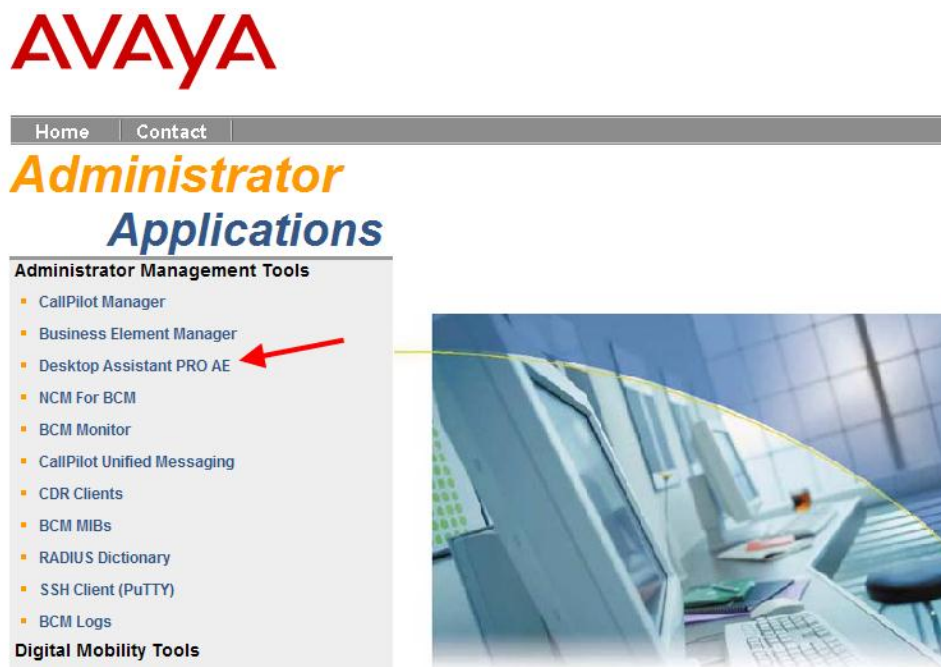 AVAYA
Home Contact
Administrator
Applications
Administrator Management Tools
CallPilot Manager
Business Element Manager
Desktop Assistant PRO AE
NCM For BCM
BCM Monitor
CallPilot Unified Messaging
CDR Clients
BCM MIBs
RADIUS Dictionary
SSH Client (PuTTY)
BCM Logs
Digital Mobility Tools